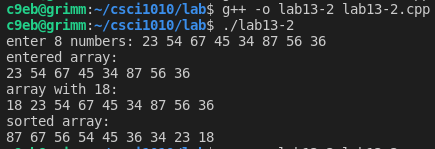 c9eb@grimm:~/csci1010/lab$ g++ -o lab13-2 lab13-2.cpp
c9eb@grimm:~/csci1010/lab$ ./lab13-2
enter 8 numbers: 23 54 67 45 34 87 56 36
entered array:
23 54 67 45 34 87 56 36
array with 18:
18 23 54 67 45 34 87 56 36
sorted array:
87 67 56 54 45 36 34 23 18